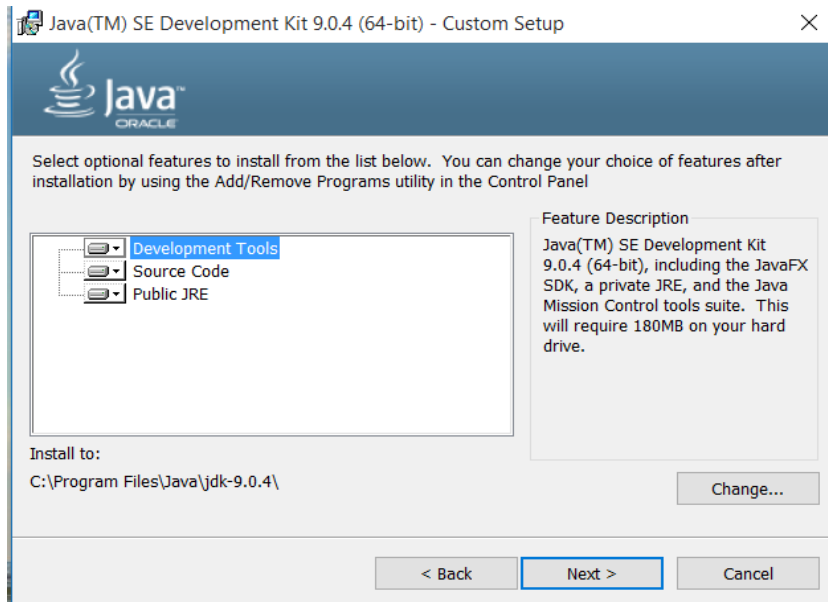 Java(TM) SE Development Kit 9.0.4 (64-bit) - Custom Setup
Java™
ORACLE
Select optional features to install from the list below. You can change your choice of features after
installation by using the Add/Remove Programs utility in the Control Panel
Development Tools
Source Code
Public JRE
Feature Description
Java(TM) SE Development Kit
9.0.4 (64-bit), including the JavaFX
SDK, a private JRE, and the Java
Mission Control tools suite. This
will require 180MB on your hard
drive.
Install to:
C:\Program Files\Java\jdk-9.0.4\
Change...
< Back
Next >
Cancel